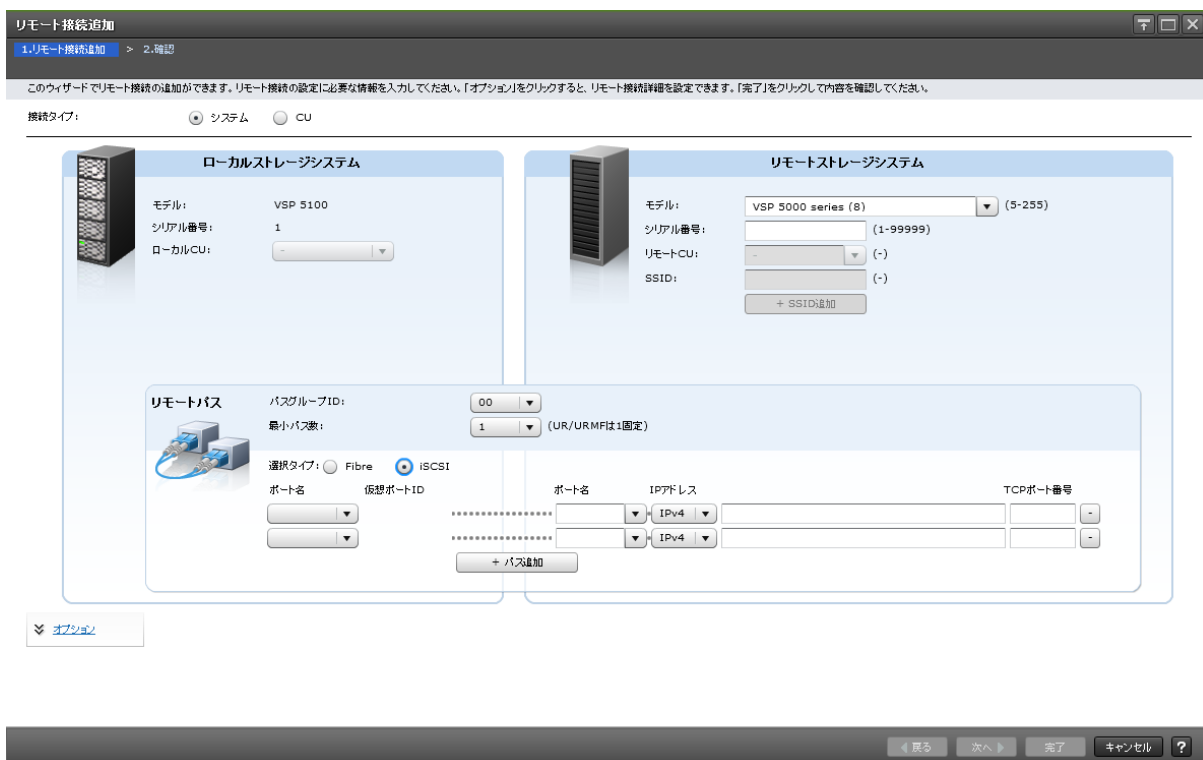 リモート接続追加
1.リモート接続追加 > 2.確認
このウィザードでリモート接続の追加ができます。リモート接続の設定に必要な情報を入力してください。「オプション」をクリックすると、リモート接続詳細を設定できます。「完了」をクリックして内容を確認してください。
接続タイプ: システム CU
ローカルストレージシステム
モデル: VSP 5100
シリアル番号: 1
ローカルCU: -
リモートストレージシステム
モデル: VSP 5000 series (8) (5-255)
シリアル番号: (1-99999)
リモートCU: - (-)
SSID: (-)
+ SSID追加
リモートパス
パスグループID: 00
最小パス数: 1 (UR/URMFは1固定)
選択タイプ: Fibre iSCSI
ポート名 仮想ポートID ポート名 IPアドレス TCPポート番号
IPv4 -
IPv4 -
+ パス追加
オプション
戻る 次へ 完了 キャンセル ?